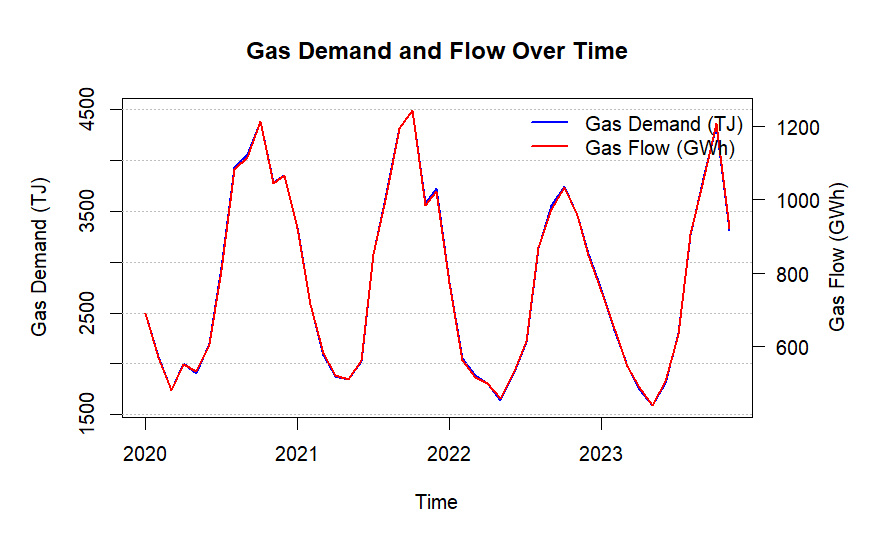 Gas Demand and Flow Over Time
Gas Demand (TJ)
4500
3500
2500
1500
Gas Demand (TJ)
Gas Flow (GWh)
1200
1000
800
600
Gas Flow (GWh)
2020
2021
2022
2023
Time